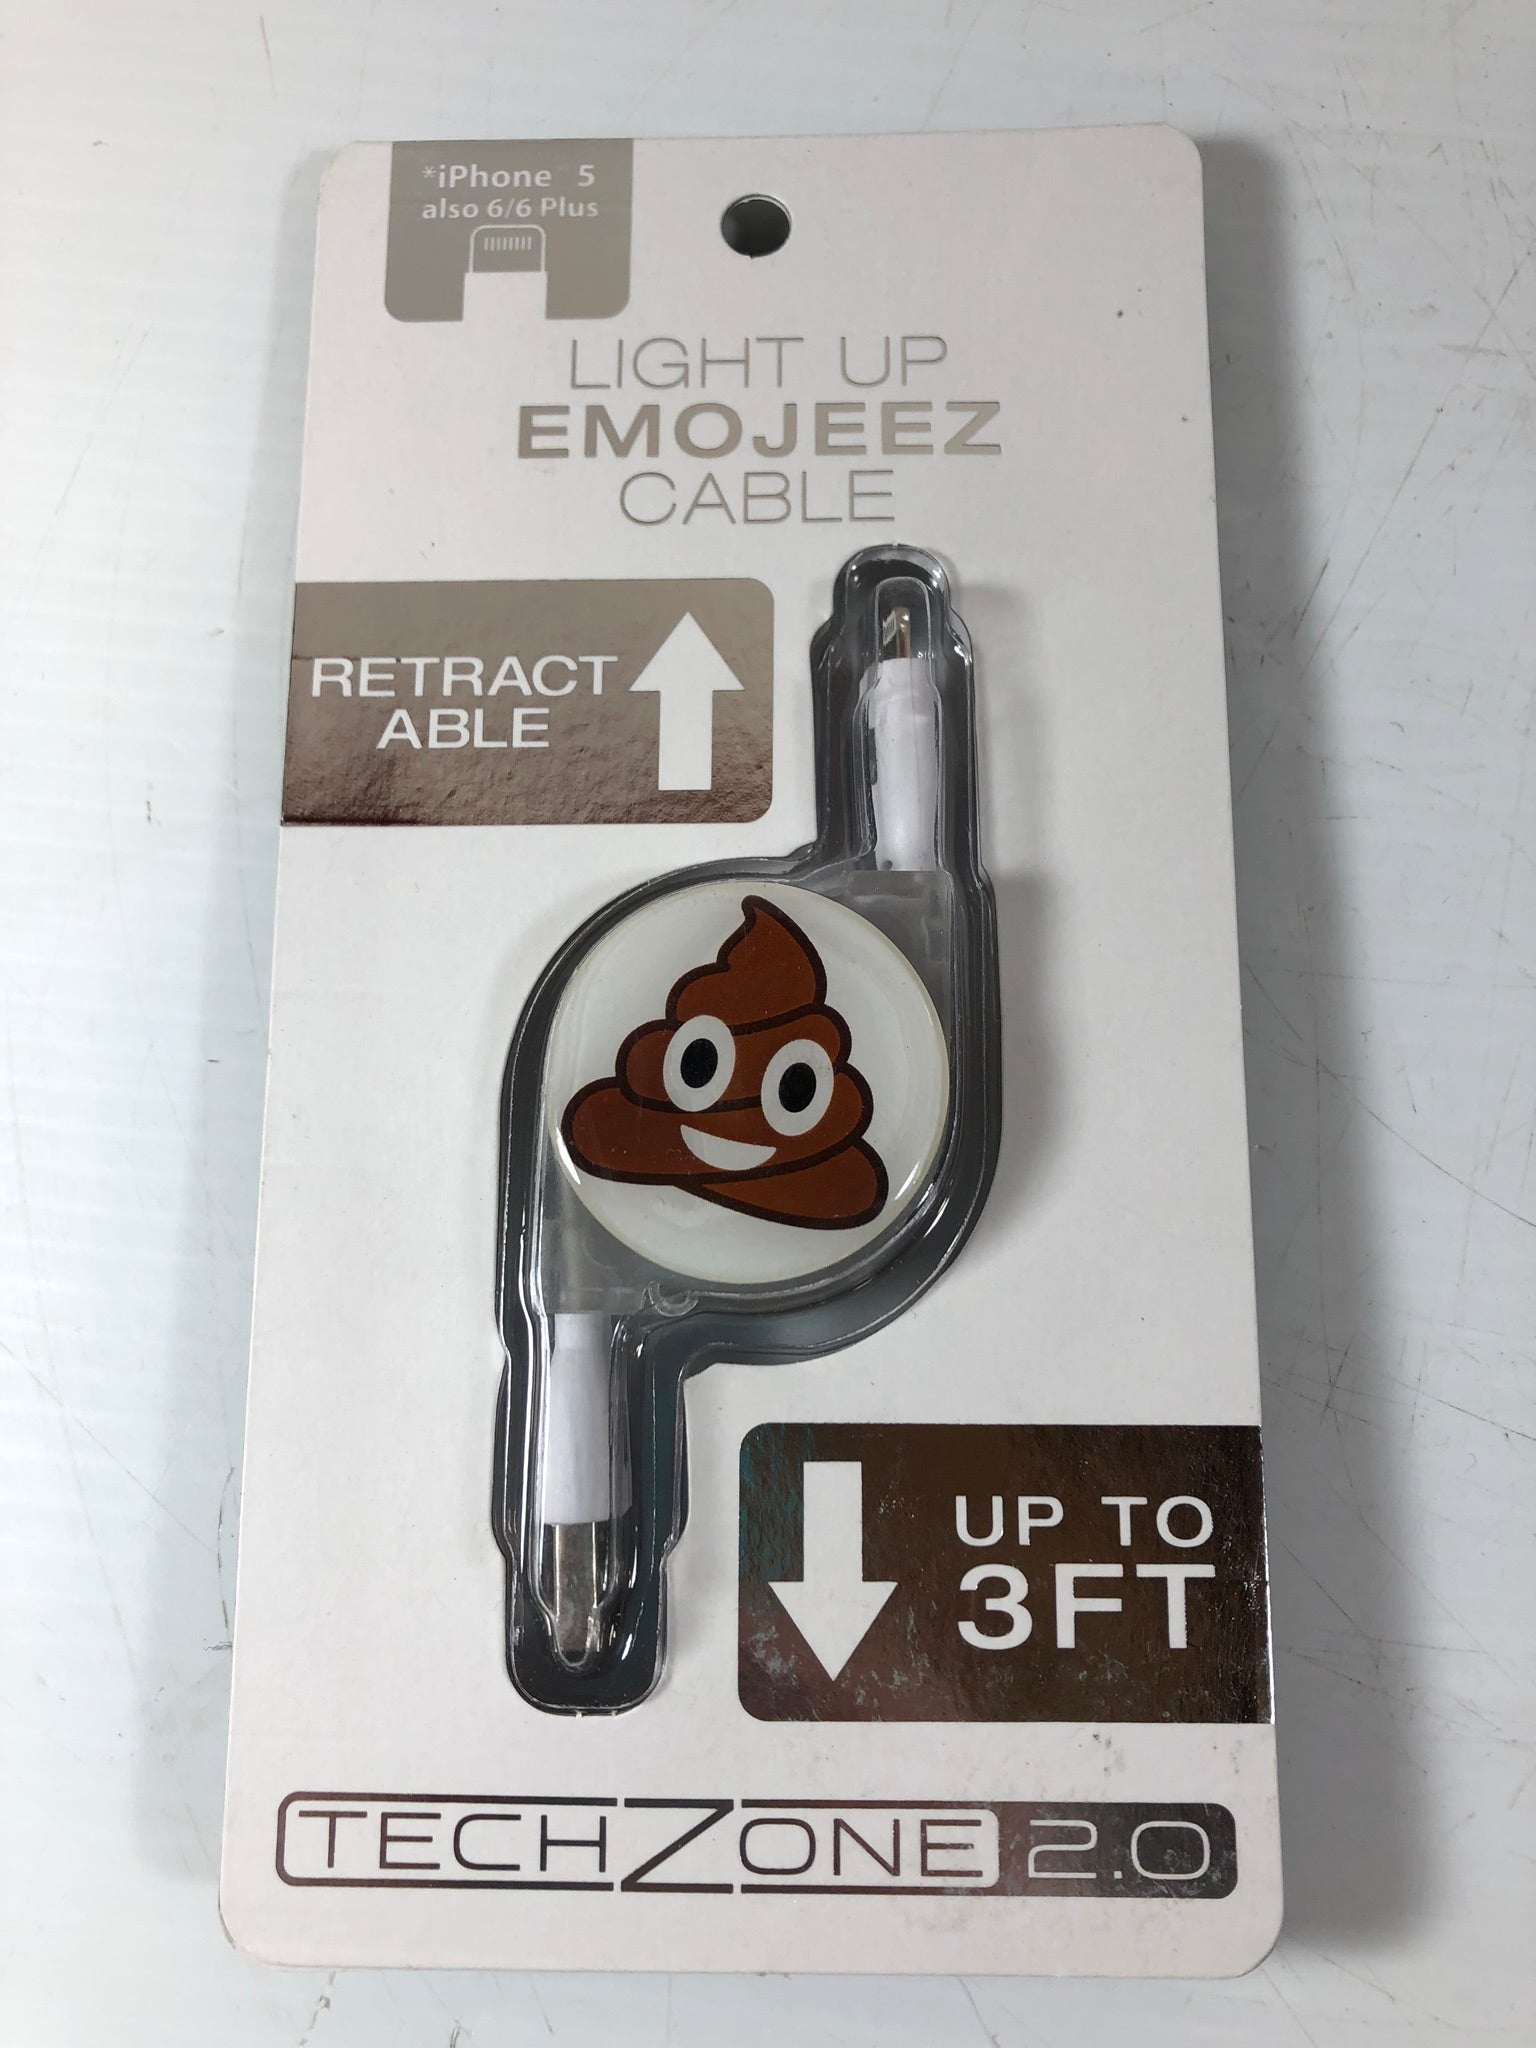 *iPhone 5
also 6/6 Plus
LIGHT UP
EMOJEEZ
CABLE
RETRACT
ABLE
UP TO
3FT
TECHZONE 2.0